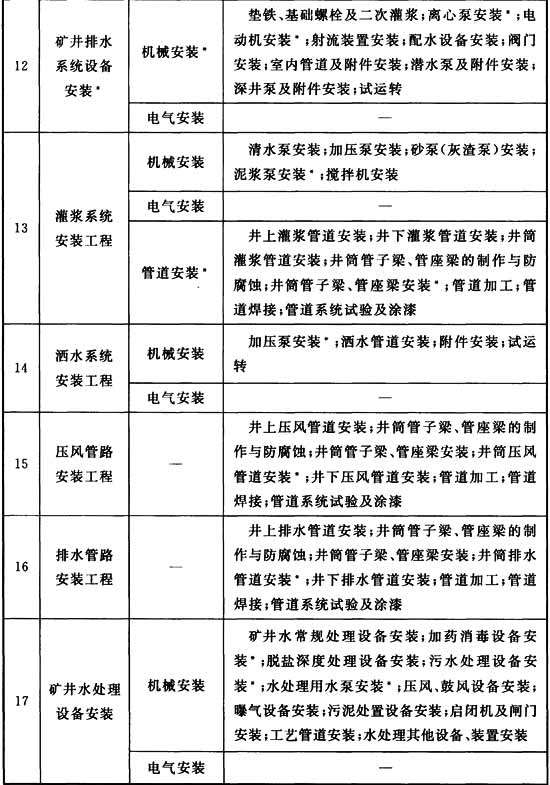 12
矿井排水
系统设备
安装*
机械安装*
垫铁、基础螺栓及二次灌浆;离心泵安装*;电
动机安装*;射流装置安装;配水设备安装;阀门
安装;室内管道及附件安装;潜水泵及附件安装;
深井泵及附件安装;试运转
电气安装
—
13
灌浆系统
安装工程
机械安装
清水泵安装;加压泵安装;砂泵(灰渣泵)安装;
泥浆泵安装*;搅拌机安装
电气安装
—
管道安装*
井上灌浆管道安装;井下灌浆管道安装;井筒
灌浆管道安装;井筒管子梁、管座梁的制作与防
腐蚀;井筒管子梁、管座梁安装*;管道加工;管
道焊接;管道系统试验及涂漆
14
洒水系统
安装工程
机械安装
加压泵安装*;洒水管道安装;附件安装;试运
转
电气安装
—
15
压风管路
安装工程
—
井上压风管道安装;井筒管子梁、管座梁的制
作与防腐蚀;井筒管子梁、管座梁安装;井筒压风
管道安装*;井下压风管道安装;管道加工;管道
焊接;管道系统试验及涂漆
16
排水管路
安装工程
—
井上排水管道安装;井筒管子梁、管座梁的制
作与防腐蚀;井筒管子梁、管座梁安装;井筒排水
管道安装*;井下排水管道安装;管道加工;管道
焊接;管道系统试验及涂漆
17
矿井水处理
设备安装
机械安装
矿井水常规处理设备安装;加药消毒设备安
装*;脱盐深度处理设备安装;污水处理设备安
装*;水处理用水泵安装*;压风、鼓风设备安装;
曝气设备安装;污泥处置设备安装;启闭机及闸门
安装;工艺管道安装;水处理其他设备、装置安装
电气安装
—